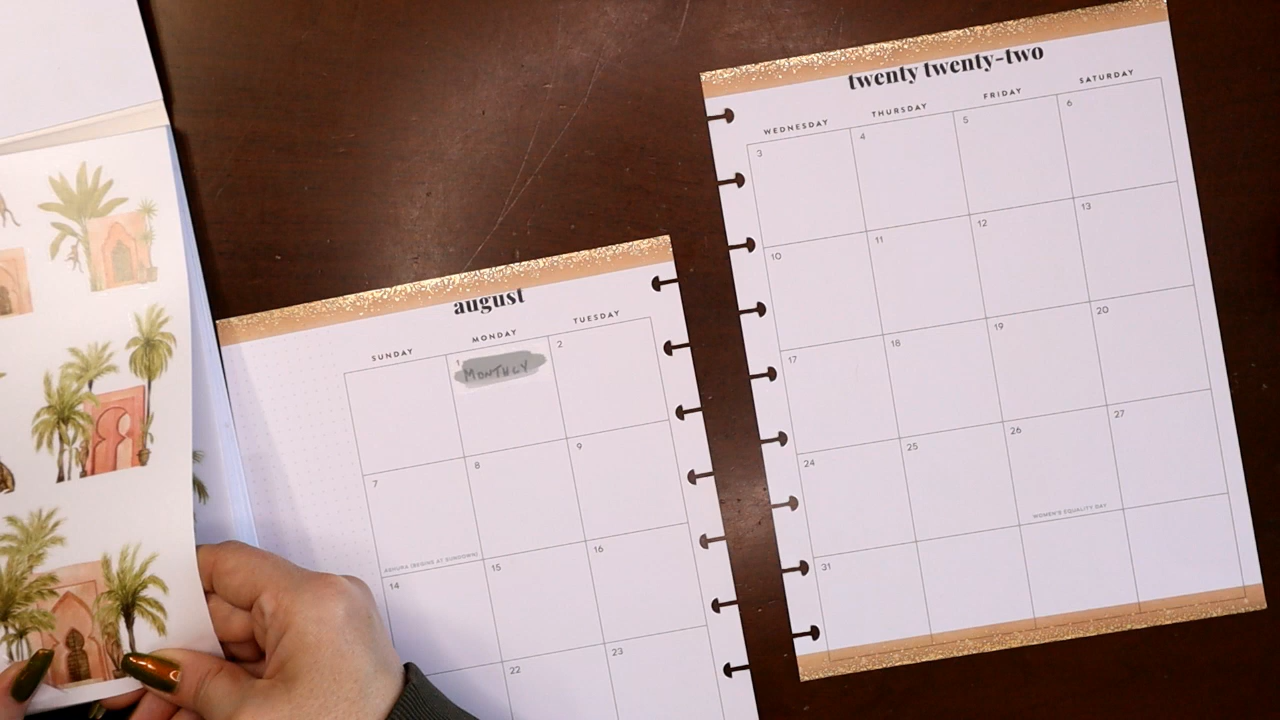 august
SUNDAY MONDAY TUESDAY
1 2
MONTHLY
7 8 9
ASHURA (BEGINS AT SUNDOWN)
14 15 16
22 23
twenty twenty-two
WEDNESDAY THURSDAY FRIDAY SATURDAY
3 4 5 6
10 11 12 13
17 18 19 20
24 25 26 27
WOMEN'S EQUALITY DAY
31